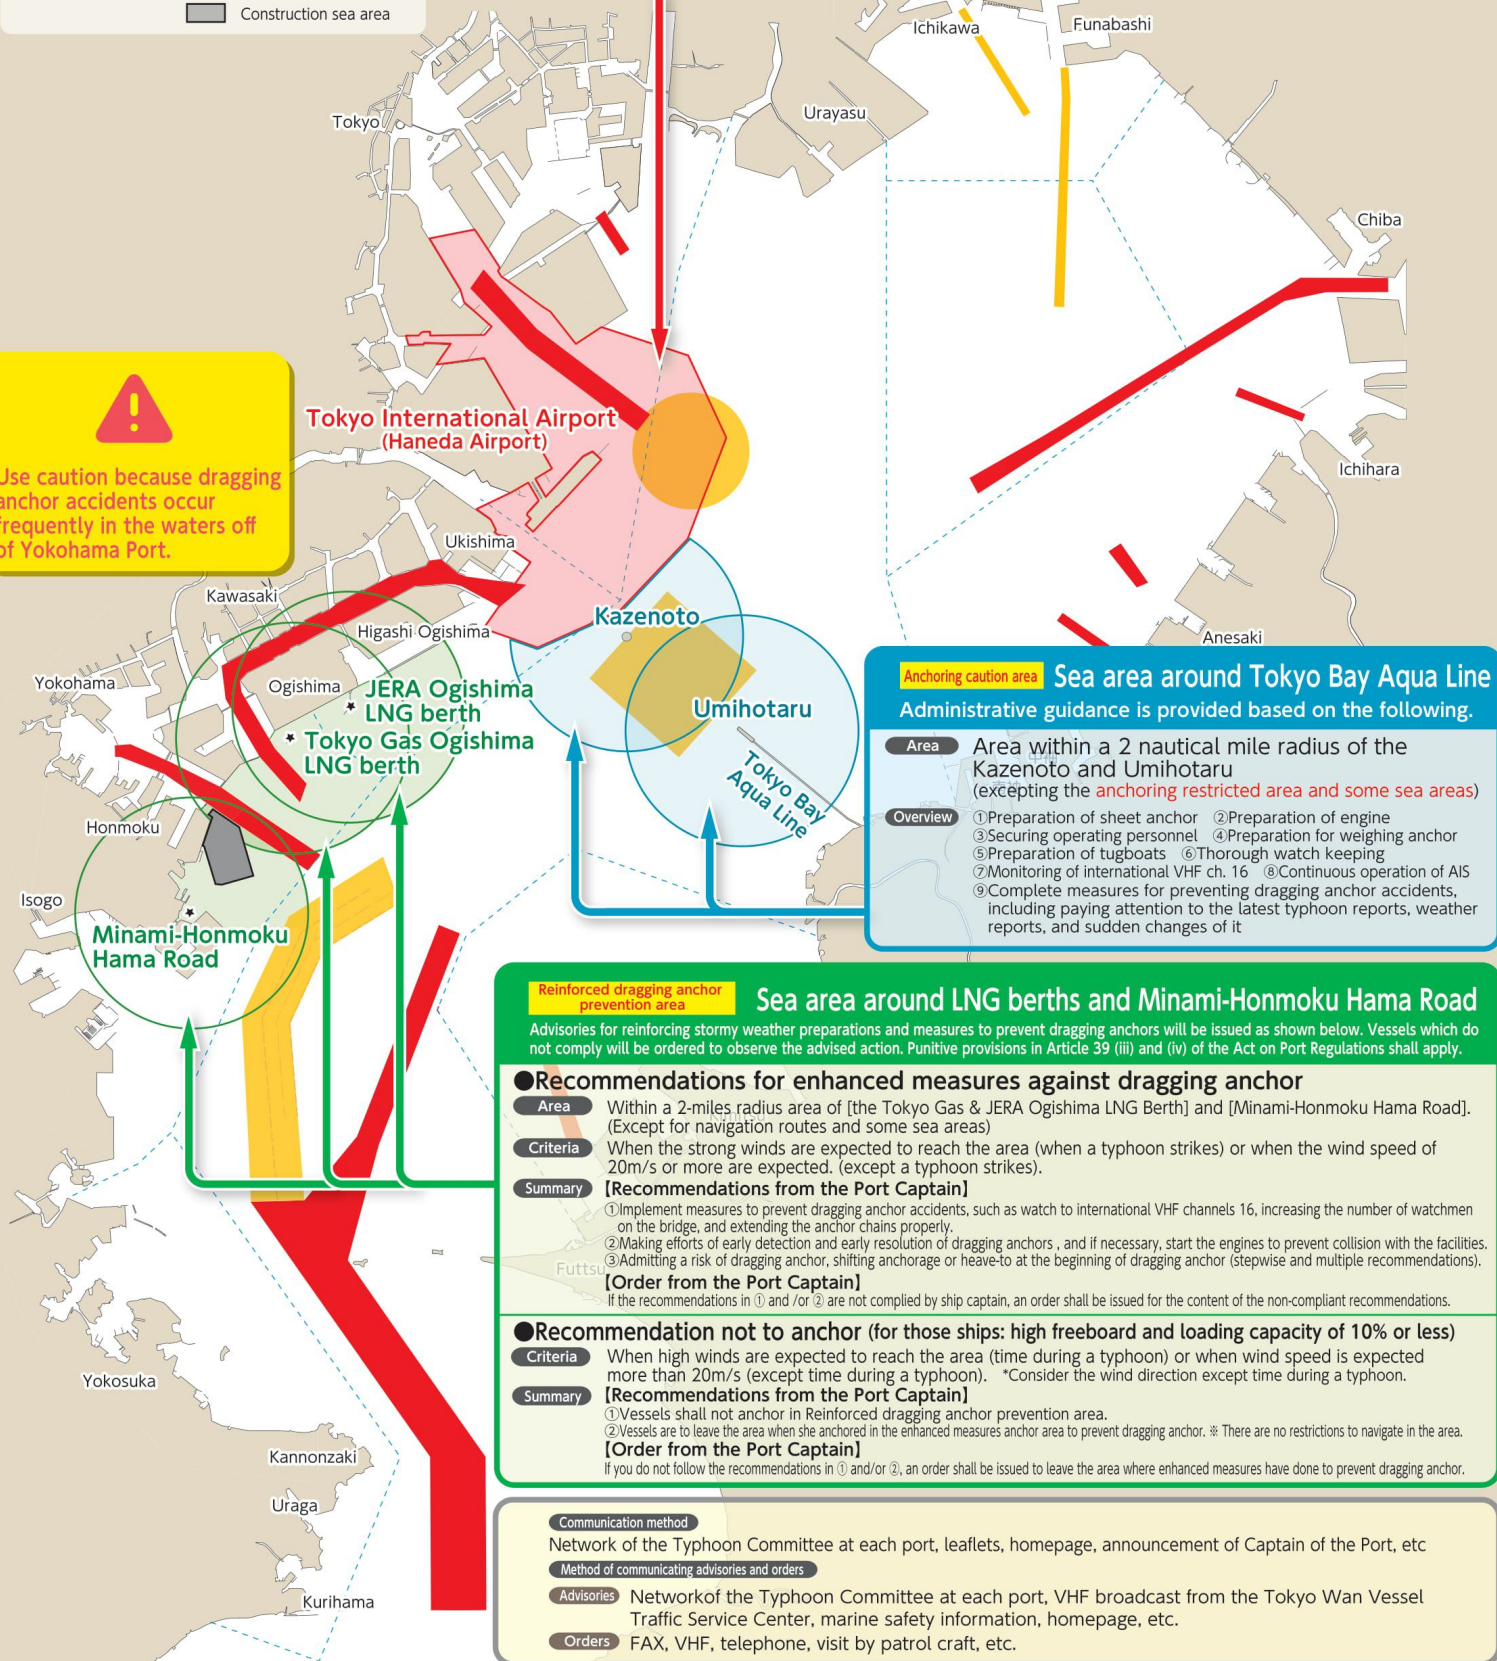 Construction sea area
Ichikawa
Funabashi
Tokyo
Urayasu
Chiba
Tokyo International Airport
(Haneda Airport)
Use caution because dragging
anchor accidents occur
frequently in the waters off
of Yokohama Port.
Ichihara
Ukishima
Kawasaki
Kazenoto
Higashi Ogishima
Anesaki
Yokohama
Ogishima
JERA Ogishima
LNG berth
Tokyo Gas Ogishima
LNG berth
Umihotaru
Tokyo Bay
Aqua Line
Honmoku
Isogo
Minami-Honmoku
Hama Road
Anchoring caution area
Sea area around Tokyo Bay Aqua Line
Administrative guidance is provided based on the following.
Area
Area within a 2 nautical mile radius of the
Kazenoto and Umihotaru
(excepting the anchoring restricted area and some sea areas)
Overview
①Preparation of sheet anchor ②Preparation of engine
③Securing operating personnel ④Preparation for weighing anchor
⑤Preparation of tugboats ⑥Thorough watch keeping
⑦Monitoring of international VHF ch. 16 ⑧Continuous operation of AIS
⑨Complete measures for preventing dragging anchor accidents,
including paying attention to the latest typhoon reports, weather
reports, and sudden changes of it
Reinforced dragging anchor
prevention area
Sea area around LNG berths and Minami-Honmoku Hama Road
Advisories for reinforcing stormy weather preparations and measures to prevent dragging anchors will be issued as shown below. Vessels which do
not comply will be ordered to observe the advised action. Punitive provisions in Article 39 (iii) and (iv) of the Act on Port Regulations shall apply.
●Recommendations for enhanced measures against dragging anchor
Area
Within a 2-miles radius area of [the Tokyo Gas & JERA Ogishima LNG Berth] and [Minami-Honmoku Hama Road].
(Except for navigation routes and some sea areas)
Criteria
When the strong winds are expected to reach the area (when a typhoon strikes) or when the wind speed of
20m/s or more are expected. (except a typhoon strikes).
Summary
【Recommendations from the Port Captain】
①Implement measures to prevent dragging anchor accidents, such as watch to international VHF channels 16, increasing the number of watchmen
on the bridge, and extending the anchor chains properly.
②Making efforts of early detection and early resolution of dragging anchors , and if necessary, start the engines to prevent collision with the facilities.
③Admitting a risk of dragging anchor, shifting anchorage or heave-to at the beginning of dragging anchor (stepwise and multiple recommendations).
【Order from the Port Captain】
If the recommendations in ① and /or ② are not complied by ship captain, an order shall be issued for the content of the non-compliant recommendations.
Futtsu
●Recommendation not to anchor (for those ships: high freeboard and loading capacity of 10% or less)
Criteria
When high winds are expected to reach the area (time during a typhoon) or when wind speed is expected
more than 20m/s (except time during a typhoon). *Consider the wind direction except time during a typhoon.
Summary
【Recommendations from the Port Captain】
①Vessels shall not anchor in Reinforced dragging anchor prevention area.
②Vessels are to leave the area when she anchored in the enhanced measures anchor area to prevent dragging anchor. ※ There are no restrictions to navigate in the area.
【Order from the Port Captain】
If you do not follow the recommendations in ① and/or ②, an order shall be issued to leave the area where enhanced measures have done to prevent dragging anchor.
Yokosuka
Kannonzaki
Uraga
Kurihama
Communication method
Network of the Typhoon Committee at each port, leaflets, homepage, announcement of Captain of the Port, etc
Method of communicating advisories and orders
Advisories
Networkof the Typhoon Committee at each port, VHF broadcast from the Tokyo Wan Vessel
Traffic Service Center, marine safety information, homepage, etc.
Orders
FAX, VHF, telephone, visit by patrol craft, etc.